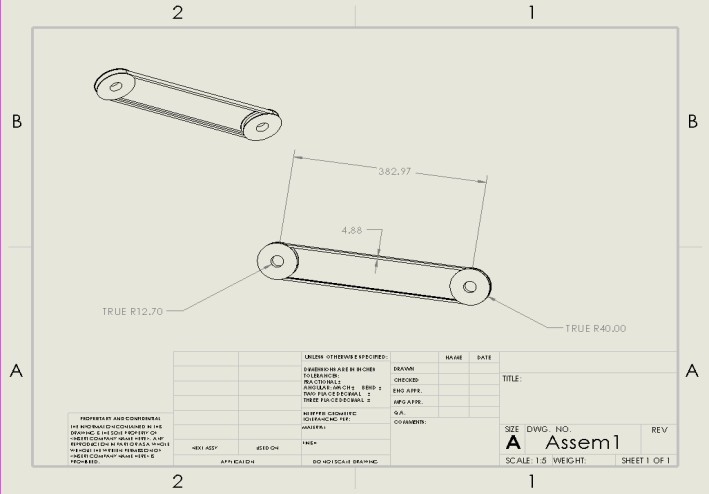 2
1
B
B
382.97
4.88
TRUE R12.70
TRUE R40.00
A
A
UNLESS OTHERWISE SPECIFIED:
NAME
DATE
DIMENSIONS ARE IN INCHES
TOLERANCES:
FRACTIONAL ±
ANGULAR: MACH ± BEND ±
TWO PLACE DECIMAL ±
THREE PLACE DECIMAL ±
DRAWN
CHECKED
ENG APPR.
MFG APPR.
Q.A.
COMMENTS:
TITLE:
INTERPRET GEOMETRIC
TOLERANCING PER:
MATERIAL
FINISH
PROPRIETARY AND CONFIDENTIAL
THE INFORMATION CONTAINED IN THIS
DRAWING IS THE SOLE PROPERTY OF
<INSERT COMPANY NAME HERE>. ANY
REPRODUCTION IN PART OR AS A WHOLE
WITHOUT THE WRITTEN PERMISSION OF
<INSERT COMPANY NAME HERE> IS
PROHIBITED.
NEXT ASSY
USED ON
APPLICATION
DO NOT SCALE DRAWING
SIZE
DWG. NO.
REV
A
Assem1
SCALE: 1:5
WEIGHT:
SHEET 1 OF 1
2
1